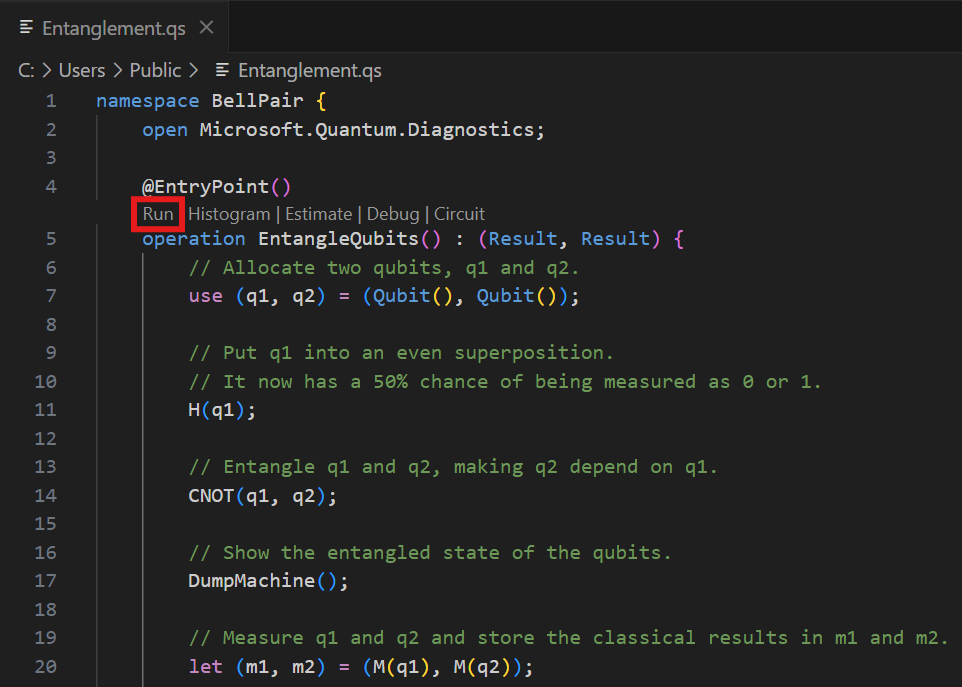 Entanglement.qs
C: > Users > Public > Entanglement.qs
1 namespace BellPair {
2 open Microsoft.Quantum.Diagnostics;
3
4 @EntryPoint()
Run | Histogram | Estimate | Debug | Circuit
5 operation EntangleQubits() : (Result, Result) {
6 // Allocate two qubits, q1 and q2.
7 use (q1, q2) = (Qubit(), Qubit());
8
9 // Put q1 into an even superposition.
10 // It now has a 50% chance of being measured as 0 or 1.
11 H(q1);
12
13 // Entangle q1 and q2, making q2 depend on q1.
14 CNOT(q1, q2);
15
16 // Show the entangled state of the qubits.
17 DumpMachine();
18
19 // Measure q1 and q2 and store the classical results in m1 and m2.
20 let (m1, m2) = (M(q1), M(q2));